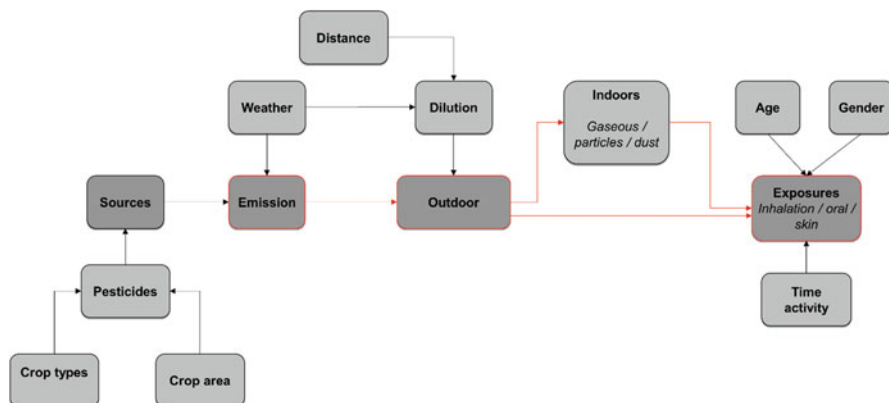 Distance
Weather
Dilution
Indoors
Gaseous /
particles / dust
Age
Gender
Sources
Emission
Outdoor
Exposures
Inhalation / oral /
skin
Pesticides
Time
activity
Crop types
Crop area